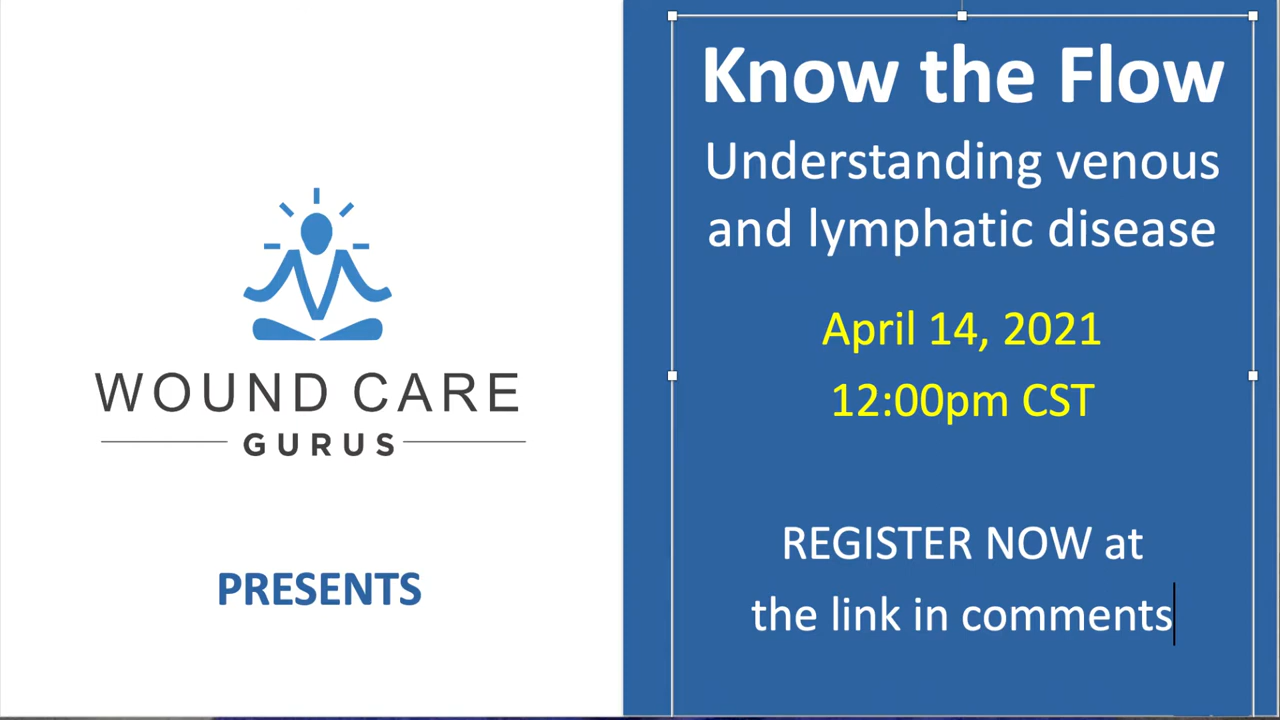 WOUND CARE
GURUS
PRESENTS
Know the Flow
Understanding venous
and lymphatic disease
April 14, 2021
12:00pm CST
REGISTER NOW at
the link in comments